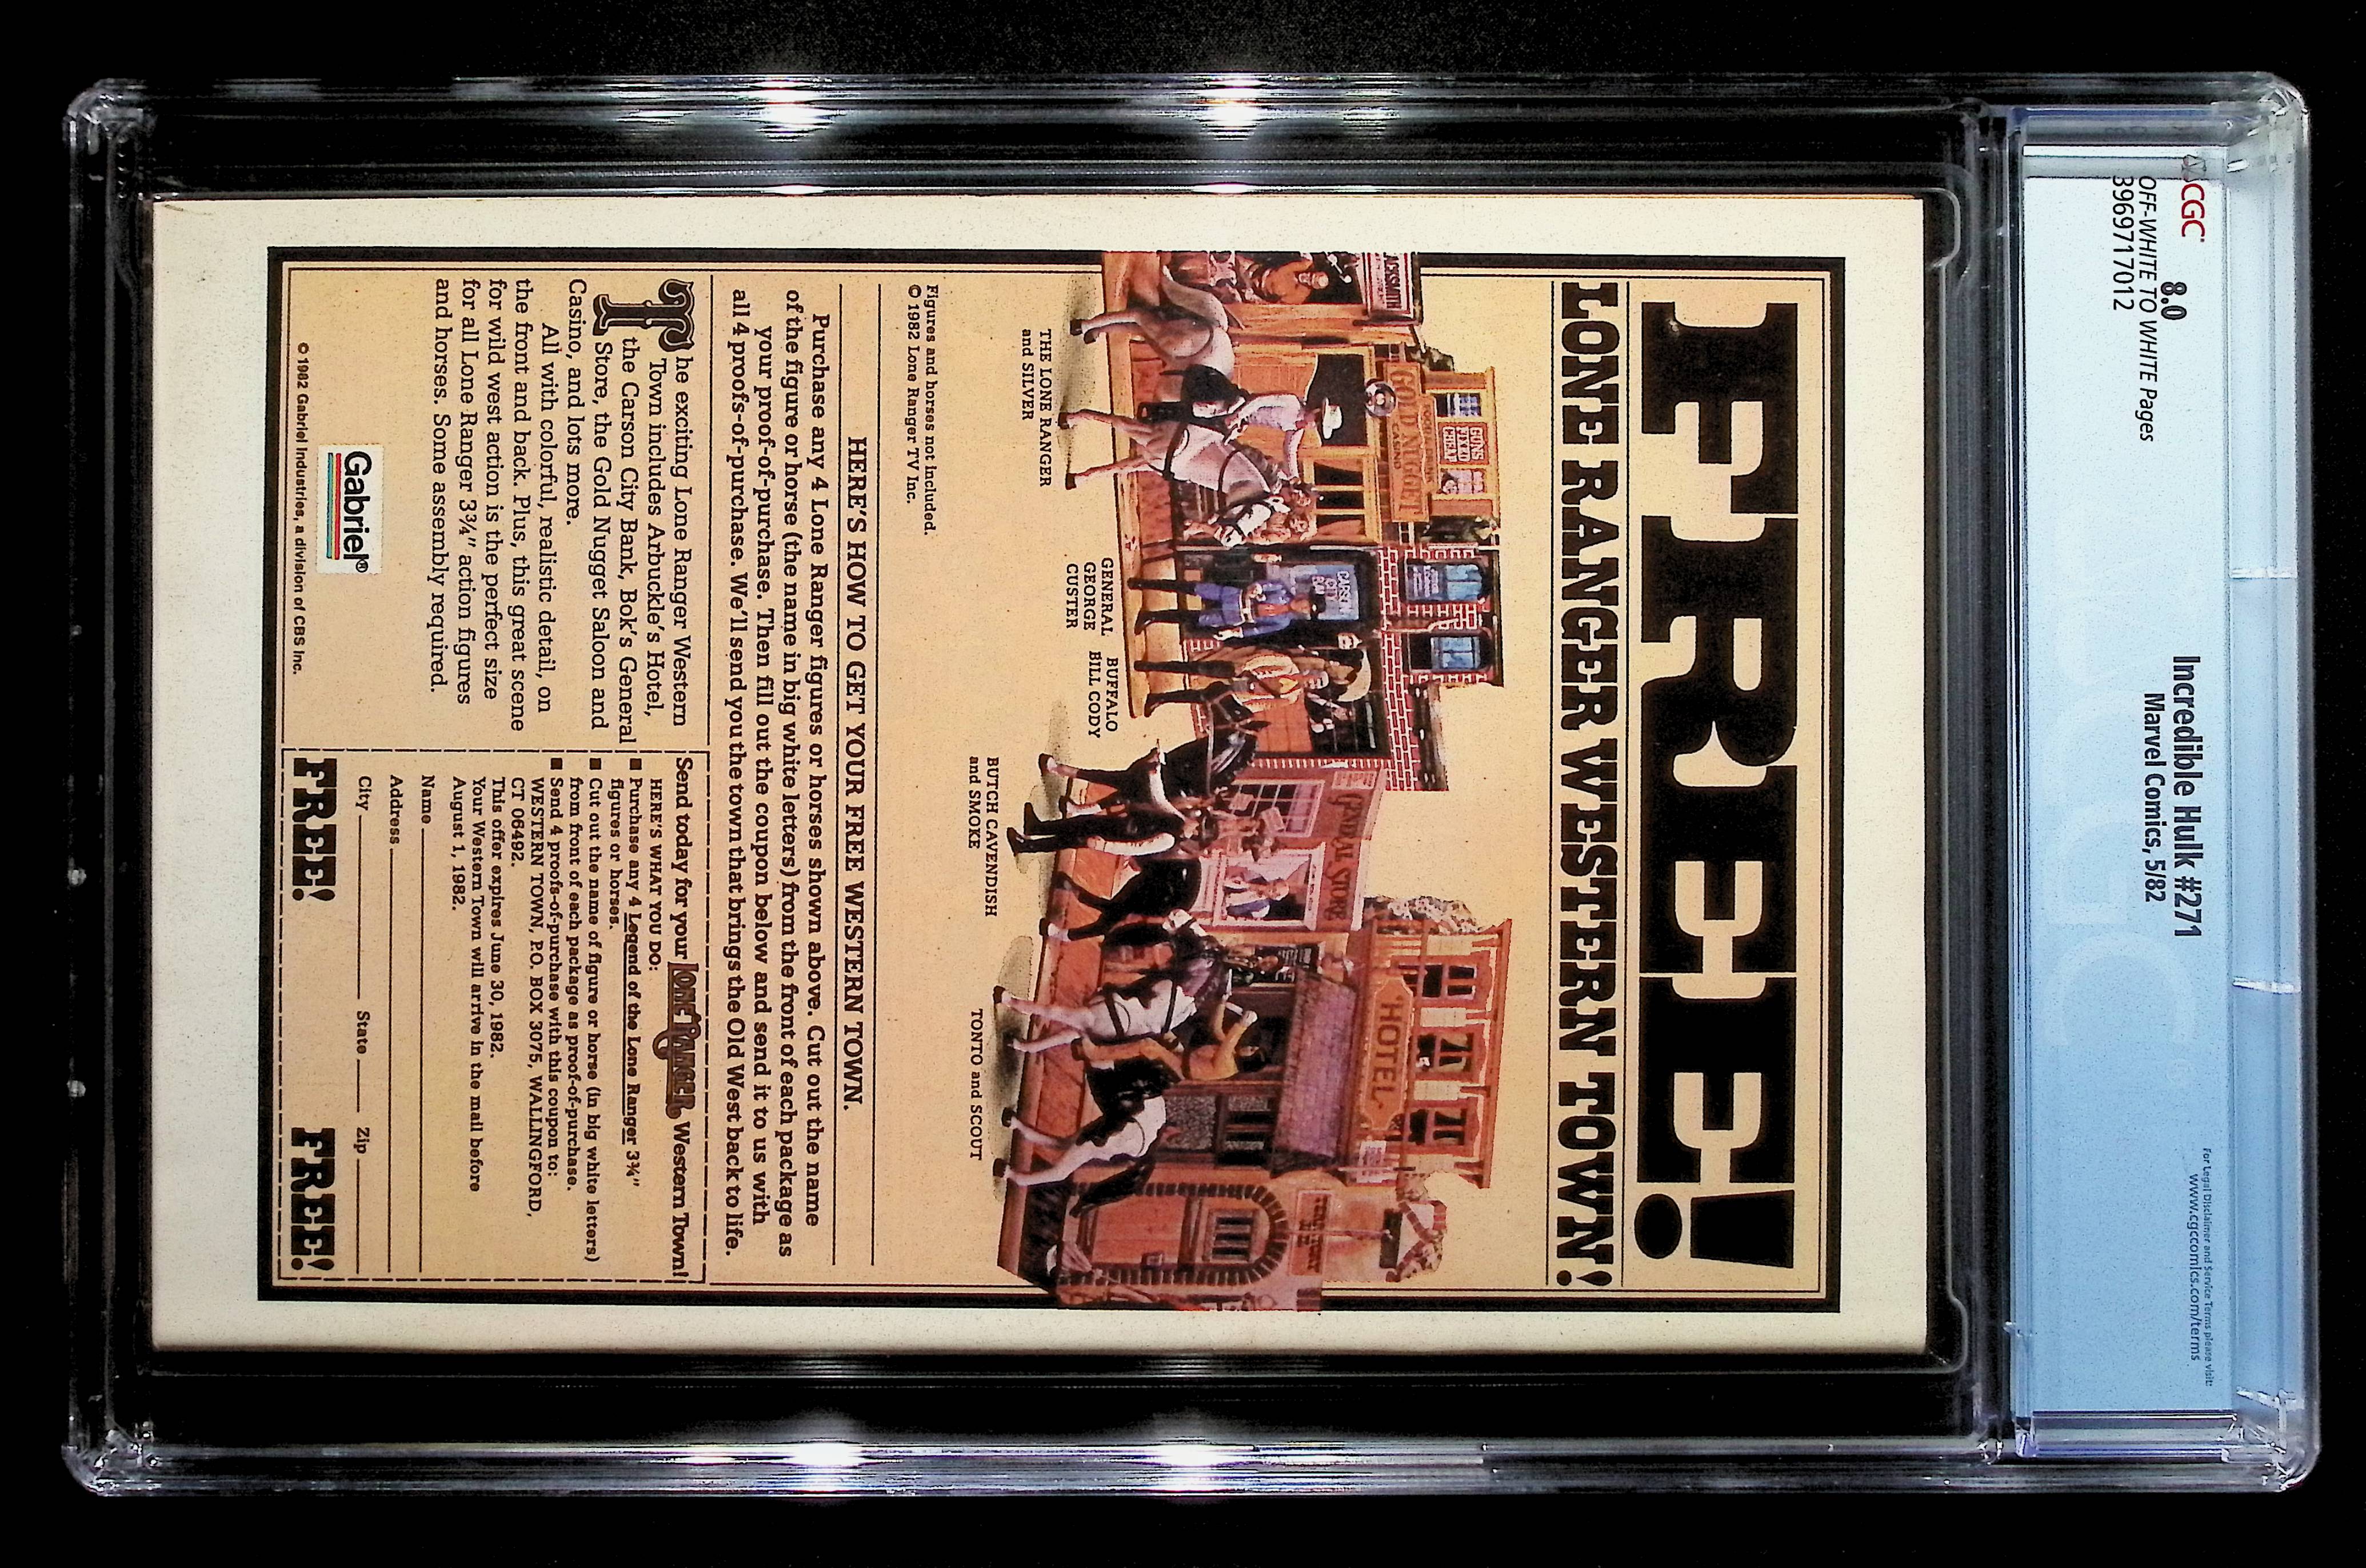 CGC
8.0
OFF-WHITE TO WHITE Pages
3969717012
Incredible Hulk #271
Marvel Comics, 5/82
For Legal Disclaimer and Service Terms please visit:
www.cgccomics.com/terms
FREE!
LONE RANGER WESTERN TOWN!
GUNS
FIXED
CHEAP
GOLD NUGGET
CASINO
HOTEL
THE LONE RANGER
and SILVER
GENERAL
GEORGE
CUSTER
BUFFALO
BILL CODY
BUTCH CAVENDISH
and SMOKE
TONTO and SCOUT
Figures and horses not included.
© 1982 Lone Ranger TV Inc.
HERE'S HOW TO GET YOUR FREE WESTERN TOWN.
Purchase any 4 Lone Ranger figures or horses shown above. Cut out the name
of the figure or horse (the name in big white letters) from the front of each package as
your proof-of-purchase. Then fill out the coupon below and send it to us with
all 4 proofs-of-purchase. We'll send you the town that brings the Old West back to life.
The exciting Lone Ranger Western
Town includes Arbuckle's Hotel,
the Carson City Bank, Bok's General
Store, the Gold Nugget Saloon and
Casino, and lots more.
All with colorful, realistic detail, on
the front and back. Plus, this great scene
for wild west action is the perfect size
for all Lone Ranger 3¾" action figures
and horses. Some assembly required.
Gabriel®
© 1982 Gabriel Industries, a division of CBS Inc.
Send today for your LONE RANGER Western Town!
HERE'S WHAT YOU DO:
■ Purchase any 4 Legend of the Lone Ranger 3¾"
figures or horses.
■ Cut out the name of figure or horse (in big white letters)
from front of each package as proof-of-purchase.
■ Send 4 proofs-of-purchase with this coupon to:
WESTERN TOWN, P.O. BOX 3075, WALLINGFORD,
CT 06492.
This offer expires June 30, 1982.
Your Western Town will arrive in the mail before
August 1, 1982.
Name
Address
City State Zip
FREE! FREE!